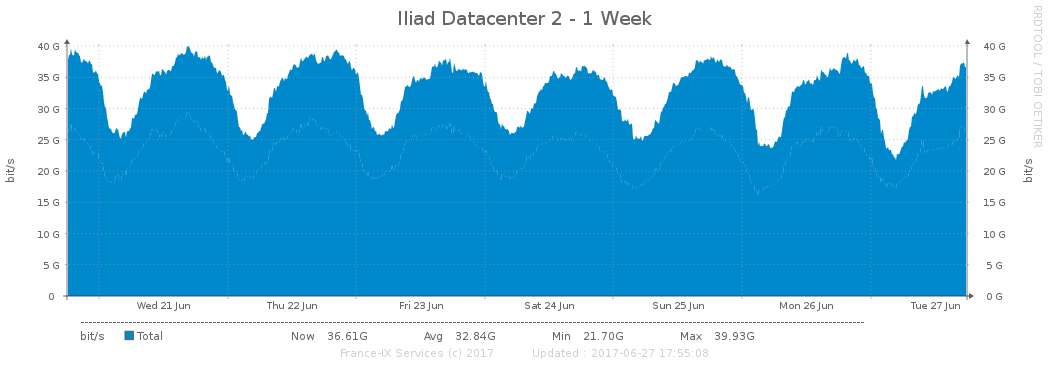 Iliad Datacenter 2 - 1 Week
RRDTOOL / TOBI OETIKER
40 G 40 G
35 G 35 G
30 G 30 G
25 G 25 G
20 G 20 G
15 G 15 G
10 G 10 G
5 G 5 G
0 0 G
bit/s
bit/s
Wed 21 Jun Thu 22 Jun Fri 23 Jun Sat 24 Jun Sun 25 Jun Mon 26 Jun Tue 27 Jun
bit/s Total Now 36.61G Avg 32.84G Min 21.70G Max 39.93G
France-IX Services (c) 2017 Updated : 2017-06-27 17:55:08